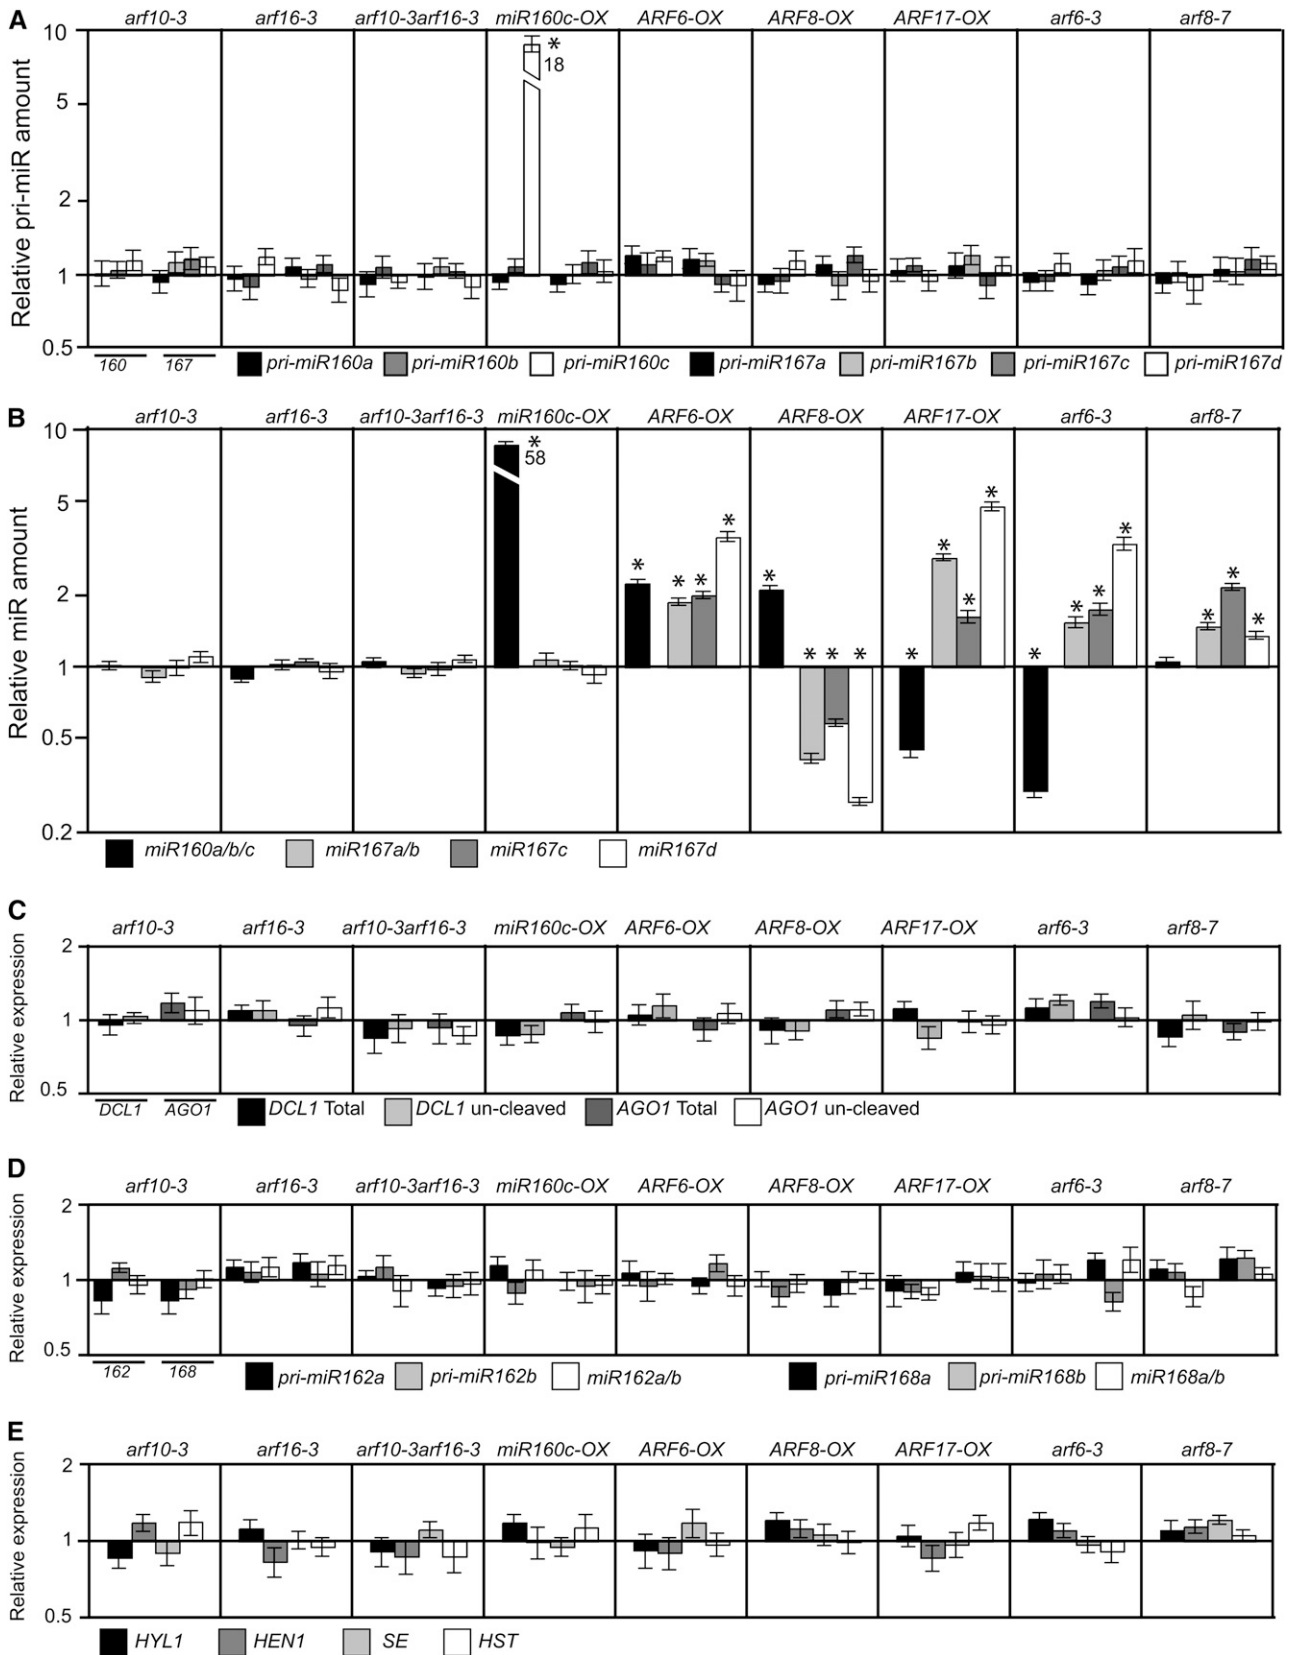 A
arf10-3 arf16-3 arf10-3arf16-3 miR160c-OX ARF6-OX ARF8-OX ARF17-OX arf6-3 arf8-7
Relative pri-miR amount
10
5
2
1
0.5
*
18
160 167 pri-miR160a pri-miR160b pri-miR160c pri-miR167a pri-miR167b pri-miR167c pri-miR167d
B
arf10-3 arf16-3 arf10-3arf16-3 miR160c-OX ARF6-OX ARF8-OX ARF17-OX arf6-3 arf8-7
Relative miR amount
10
5
2
1
0.5
0.2
*
58
* * * *
* * * *
* * * *
* * * *
* * *
miR160a/b/c miR167a/b miR167c miR167d
C
arf10-3 arf16-3 arf10-3arf16-3 miR160c-OX ARF6-OX ARF8-OX ARF17-OX arf6-3 arf8-7
Relative expression
2
1
0.5
DCL1 AGO1 DCL1 Total DCL1 un-cleaved AGO1 Total AGO1 un-cleaved
D
arf10-3 arf16-3 arf10-3arf16-3 miR160c-OX ARF6-OX ARF8-OX ARF17-OX arf6-3 arf8-7
Relative expression
2
1
0.5
162 168 pri-miR162a pri-miR162b miR162a/b pri-miR168a pri-miR168b miR168a/b
E
arf10-3 arf16-3 arf10-3arf16-3 miR160c-OX ARF6-OX ARF8-OX ARF17-OX arf6-3 arf8-7
Relative expression
2
1
0.5
HYL1 HEN1 SE HST